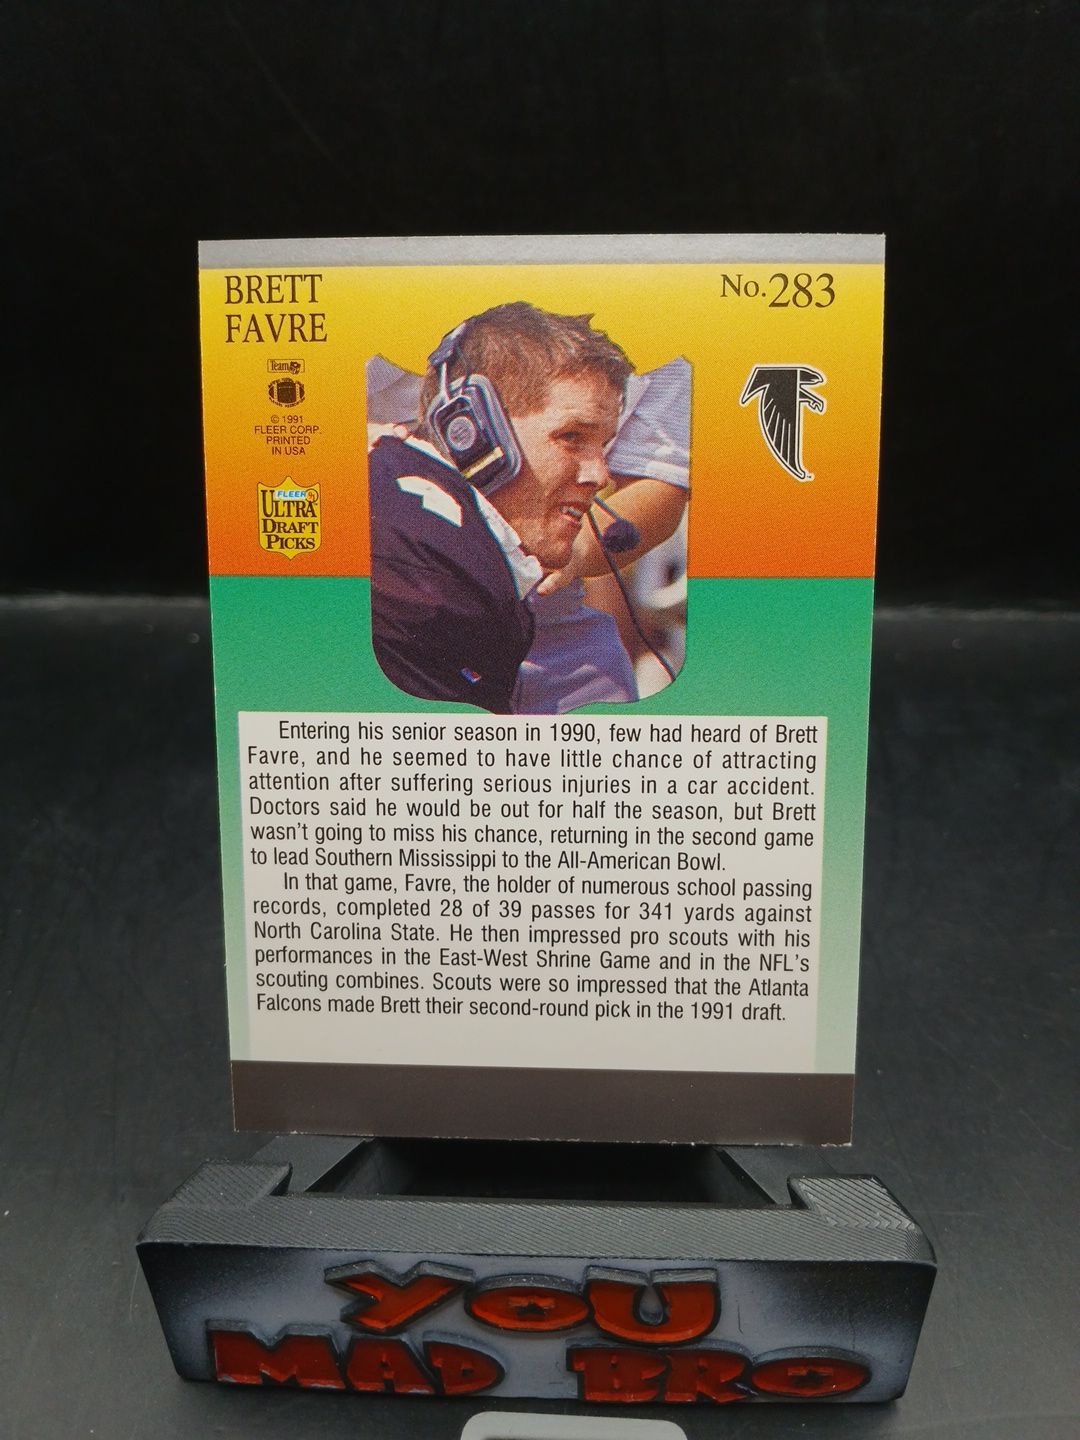 BRETT
FAVRE
No. 283
Team
© 1991
FLEER CORP.
PRINTED
IN USA
FLEER
ULTRA
DRAFT
PICKS
Entering his senior season in 1990, few had heard of Brett
Favre, and he seemed to have little chance of attracting
attention after suffering serious injuries in a car accident.
Doctors said he would be out for half the season, but Brett
wasn't going to miss his chance, returning in the second game
to lead Southern Mississippi to the All-American Bowl.
In that game, Favre, the holder of numerous school passing
records, completed 28 of 39 passes for 341 yards against
North Carolina State. He then impressed pro scouts with his
performances in the East-West Shrine Game and in the NFL's
scouting combines. Scouts were so impressed that the Atlanta
Falcons made Brett their second-round pick in the 1991 draft.
YOU
MAD BRO